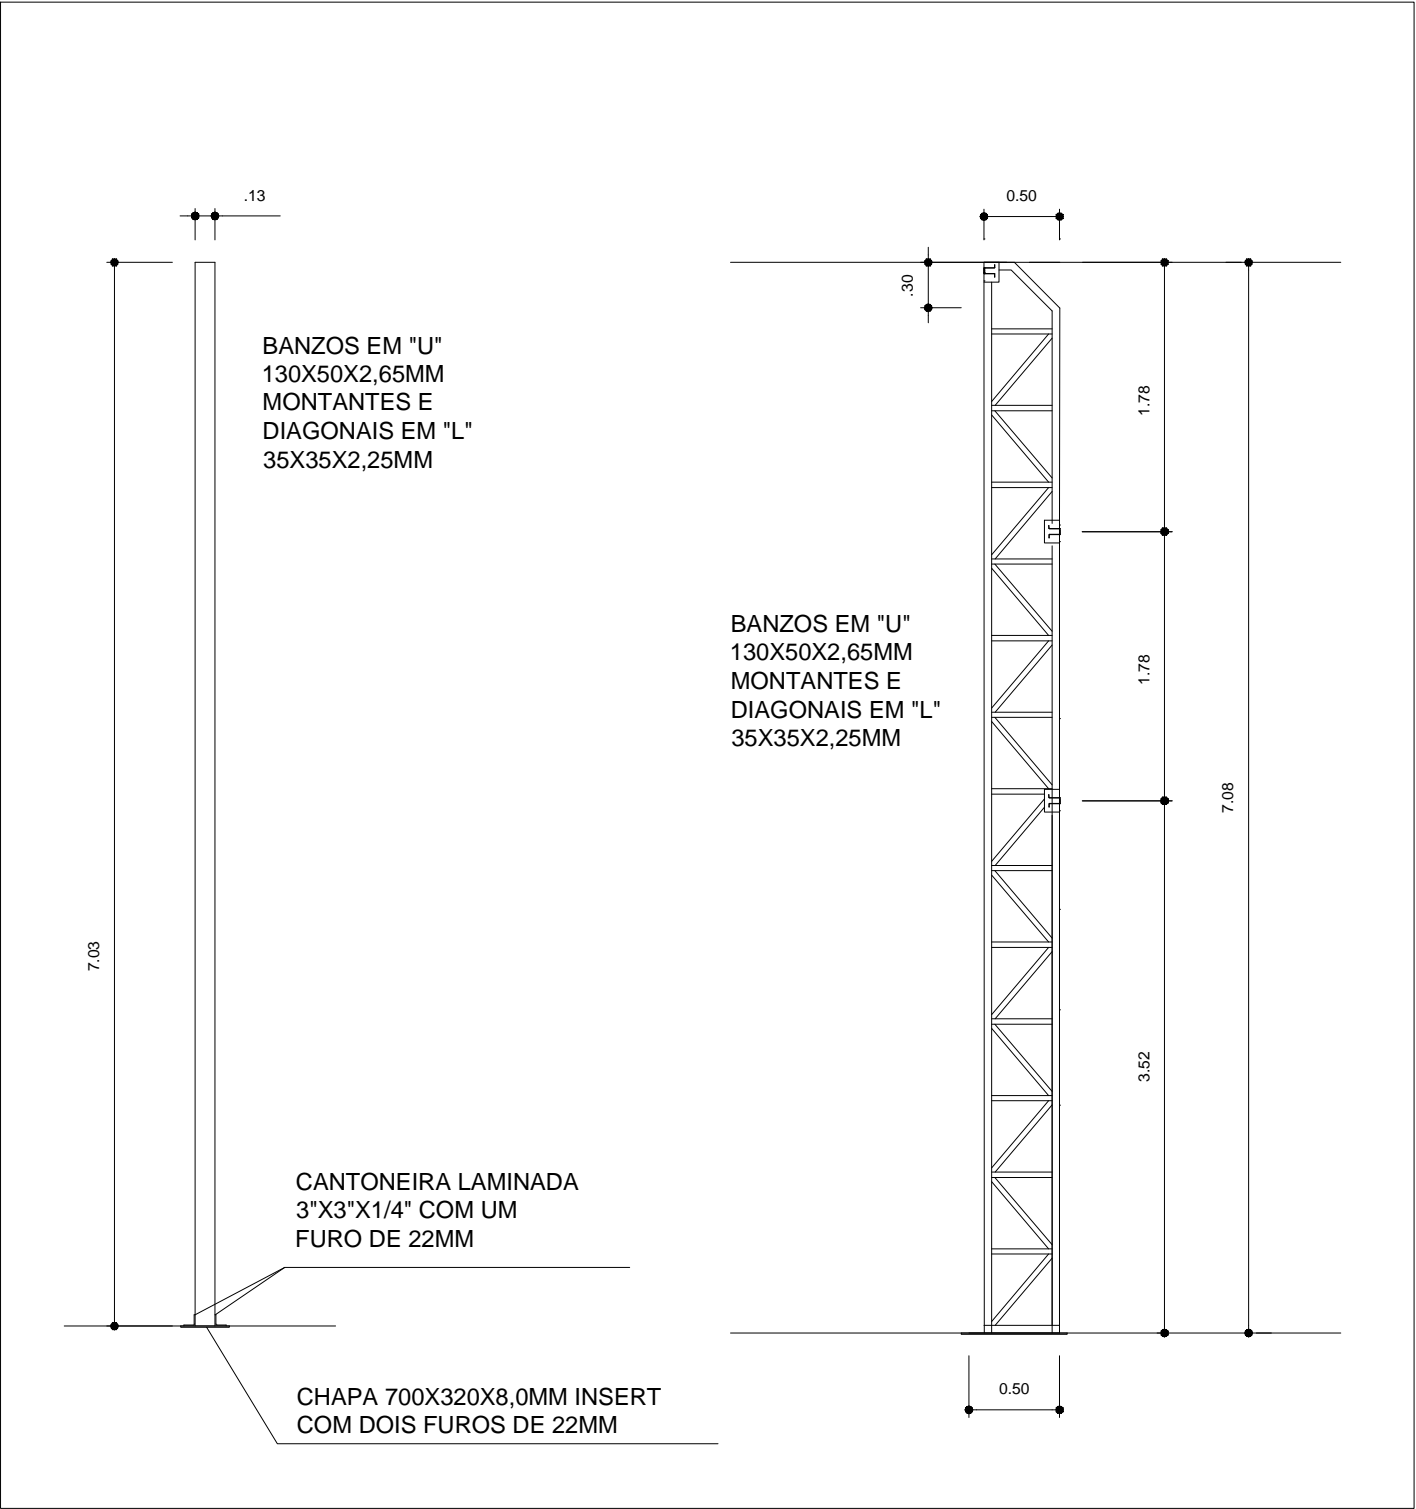 .13
0.50
.30
BANZOS EM "U"
130X50X2,65MM
MONTANTES E
DIAGONAIS EM "L"
35X35X2,25MM
1.78
BANZOS EM "U"
130X50X2,65MM
MONTANTES E
DIAGONAIS EM "L"
35X35X2,25MM
1.78
7.08
7.03
3.52
CANTONEIRA LAMINADA
3"X3"X1/4" COM UM
FURO DE 22MM
CHAPA 700X320X8,0MM INSERT
COM DOIS FUROS DE 22MM
0.50